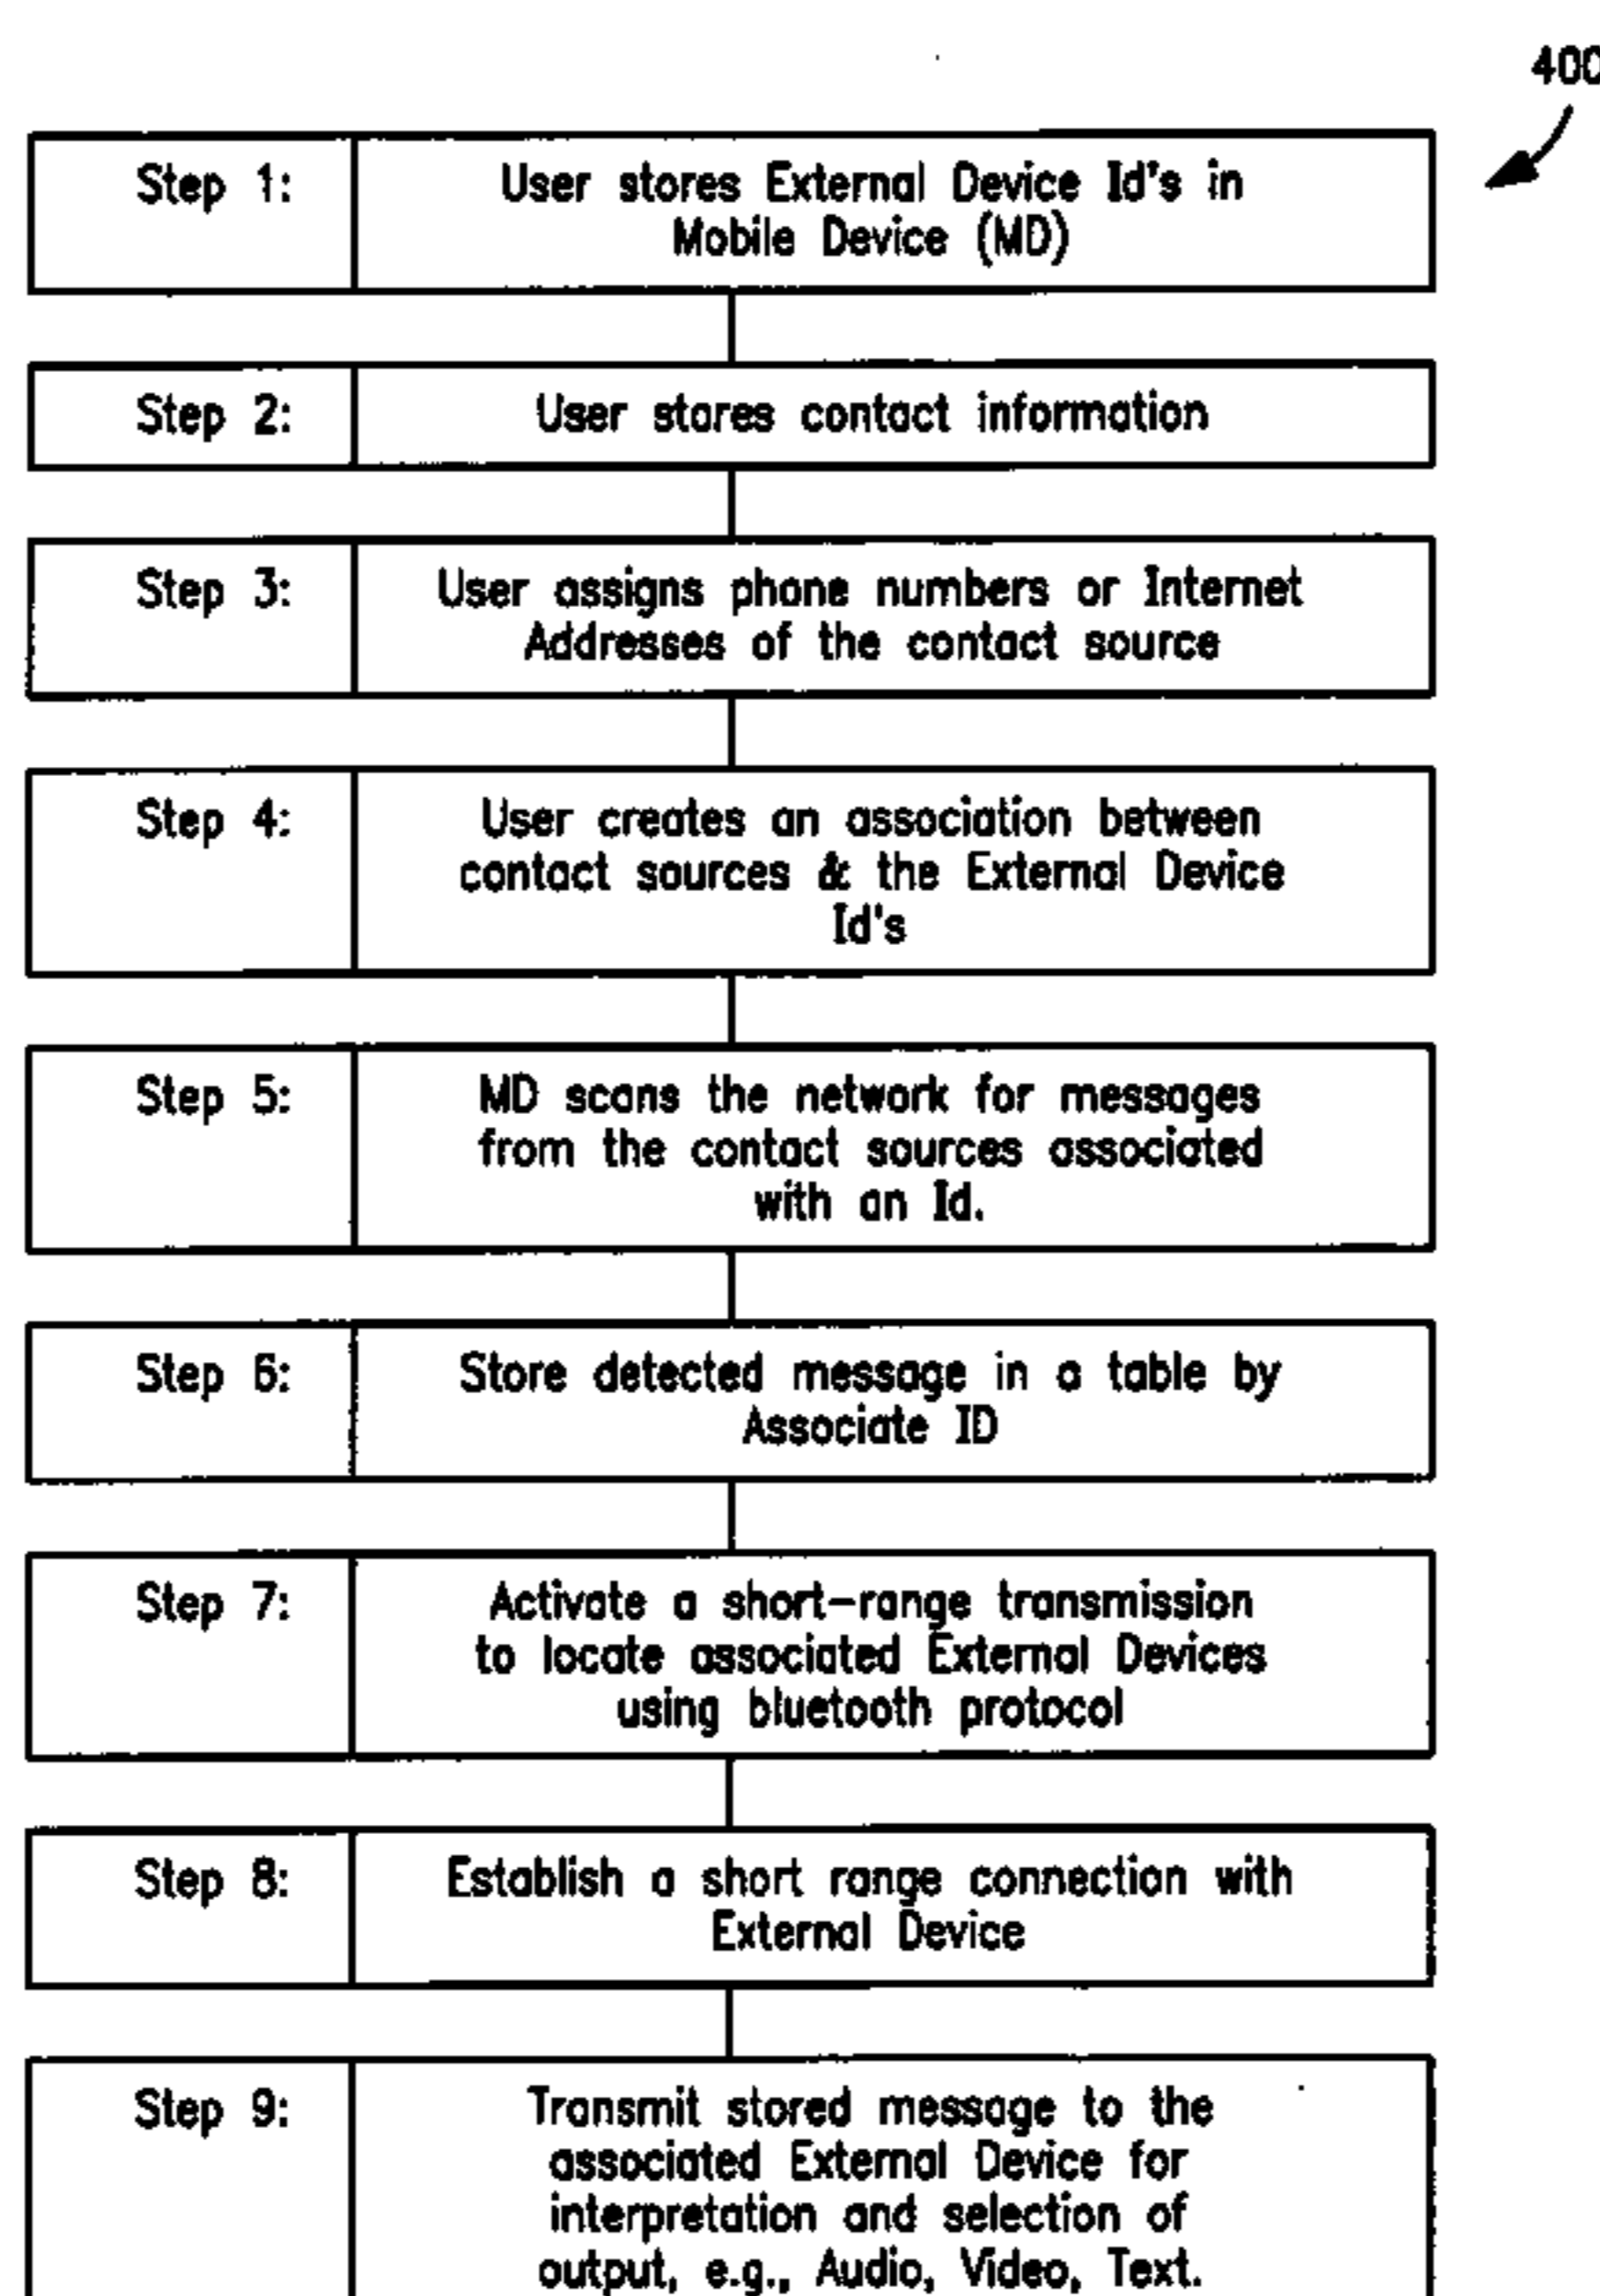 400
Step 1:
User stores External Device Id's in
Mobile Device (MD)
Step 2:
User stores contact information
Step 3:
User assigns phone numbers or Internet
Addresses of the contact source
Step 4:
User creates an association between
contact sources & the External Device
Id's
Step 5:
MD scans the network for messages
from the contact sources associated
with an Id.
Step 6:
Store detected message in a table by
Associate ID
Step 7:
Activate a short-range transmission
to locate associated External Devices
using bluetooth protocol
Step 8:
Establish a short range connection with
External Device
Step 9:
Transmit stored message to the
associated External Device for
interpretation and selection of
output, e.g., Audio, Video, Text.